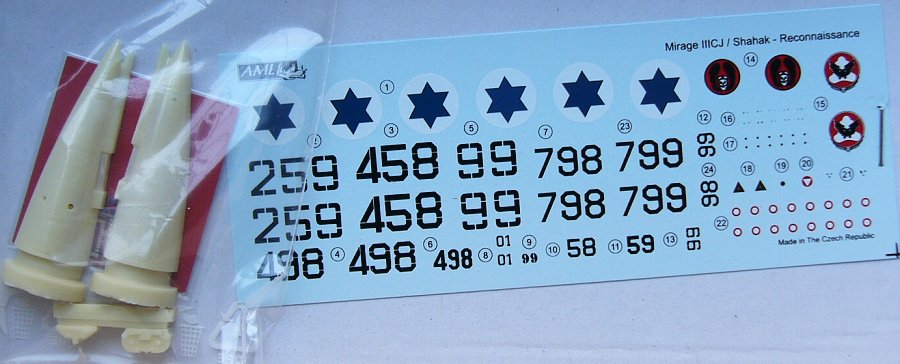 Mirage IIICJ / Shahak - Reconnaissance
AML
1 14
2 3 5 7 23 12 16 15
259 458 99 798 799 99 17
24 18 19 20 21
259 458 99 798 799 98
22
498 4 498 6 498 8 01 01 9 99 10 58 11 59 13 99
Made in The Czech Republic